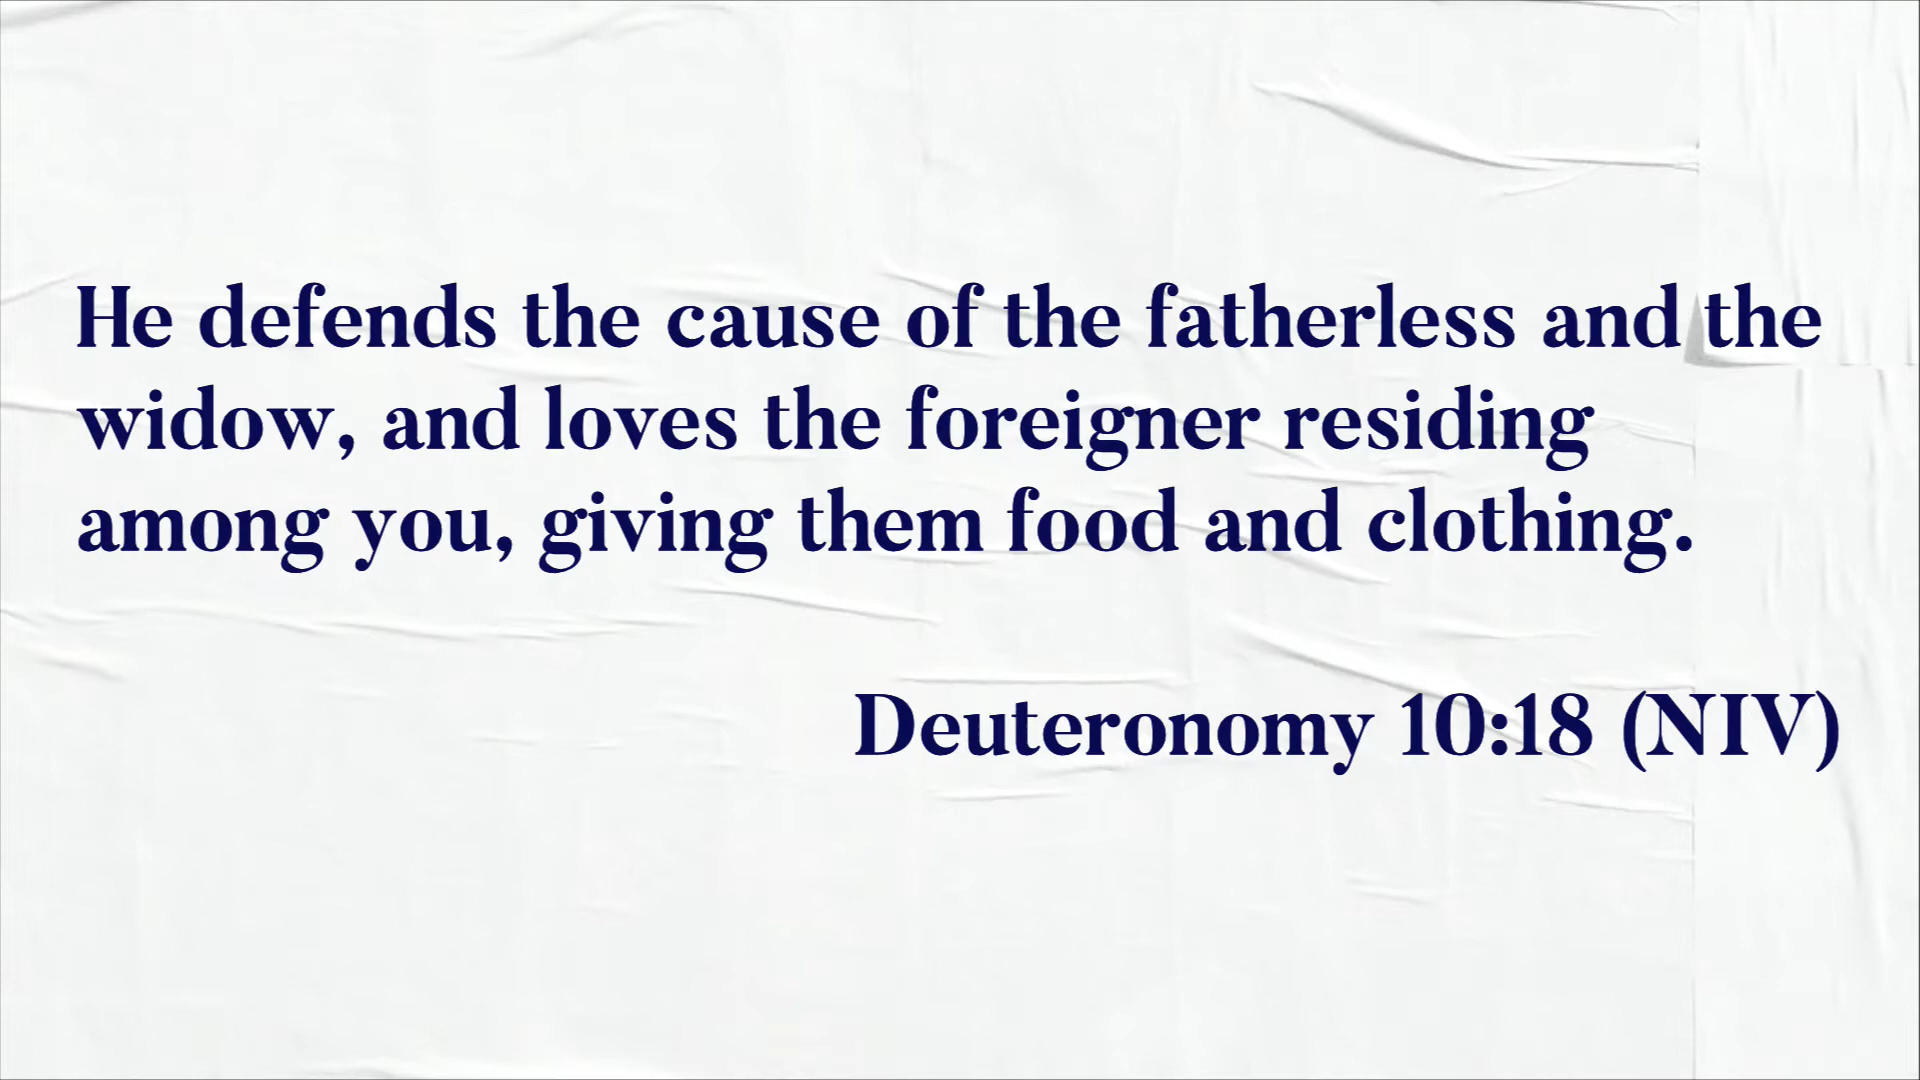 He defends the cause of the fatherless and the
widow, and loves the foreigner residing
among you, giving them food and clothing.
Deuteronomy 10:18 (NIV)